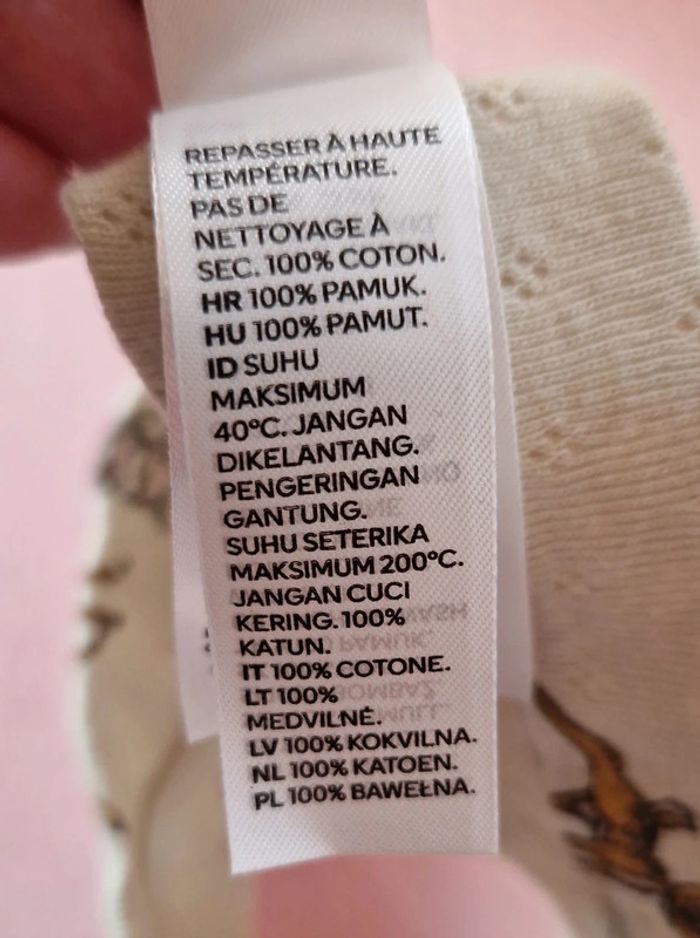 REPASSER À HAUTE
TEMPÉRATURE.
PAS DE
NETTOYAGE À
SEC. 100% COTON.
HR 100% PAMUK.
HU 100% PAMUT.
ID SUHU
MAKSIMUM
40°C. JANGAN
DIKELANTANG.
PENGERINGAN
GANTUNG.
SUHU SETERIKA
MAKSIMUM 200°C.
JANGAN CUCI
KERING. 100%
KATUN.
IT 100% COTONE.
LT 100%
MEDVILNĖ.
LV 100% KOKVILNA.
NL 100% KATOEN.
PL 100% BAWEŁNA.